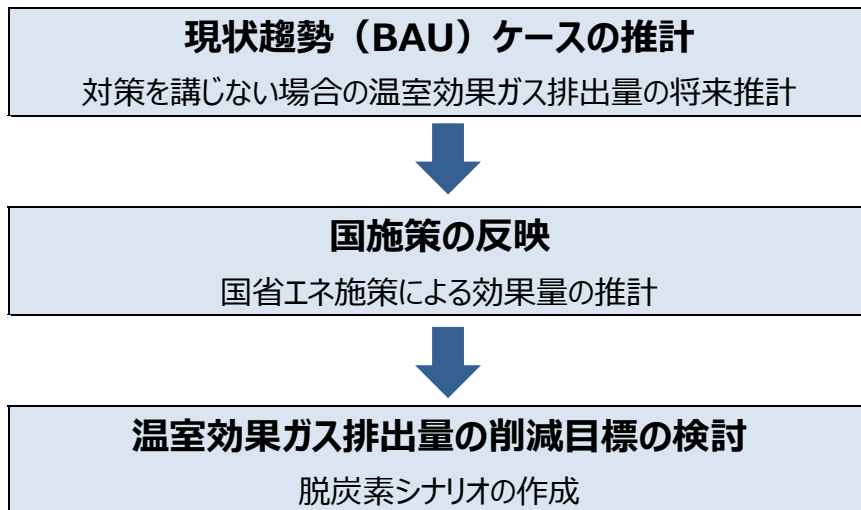 現状趨勢（BAU）ケースの推計
対策を講じない場合の温室効果ガス排出量の将来推計
国施策の反映
国省エネ施策による効果量の推計
温室効果ガス排出量の削減目標の検討
脱炭素シナリオの作成